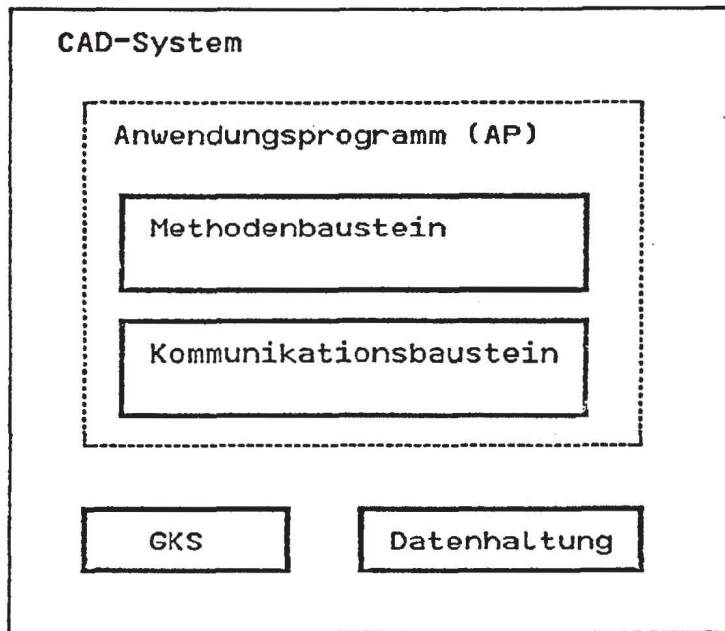 CAD-System
Anwendungsprogramm (AP)
Methodenbaustein
Kommunikationsbaustein
GKS
Datenhaltung